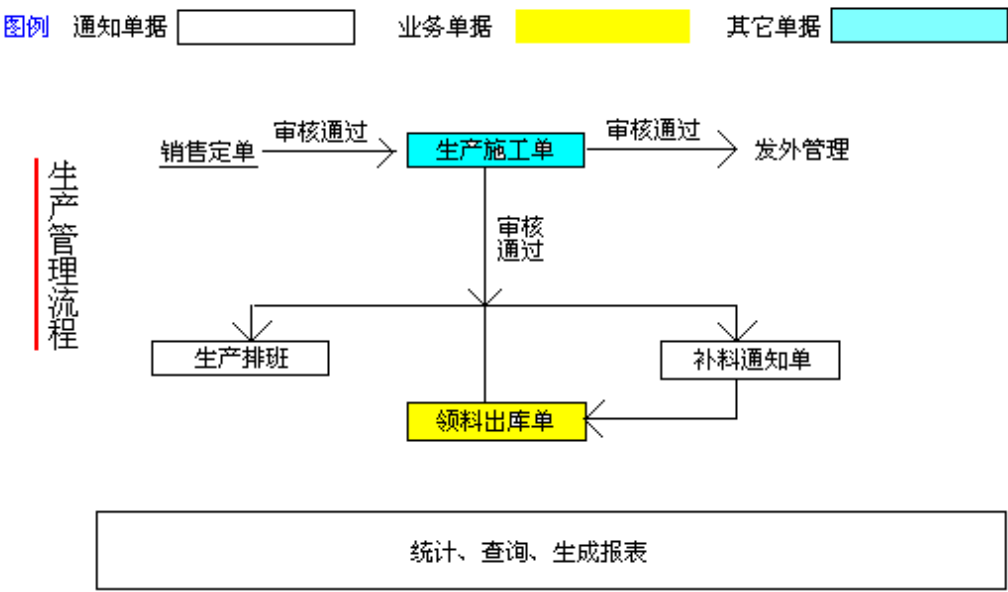 图例 通知单据 业务单据 其它单据
审核通过 审核通过
销售定单 生产施工单 发外管理
生产管理流程
审核
通过
生产排班 补料通知单
领料出库单
统计、查询、生成报表